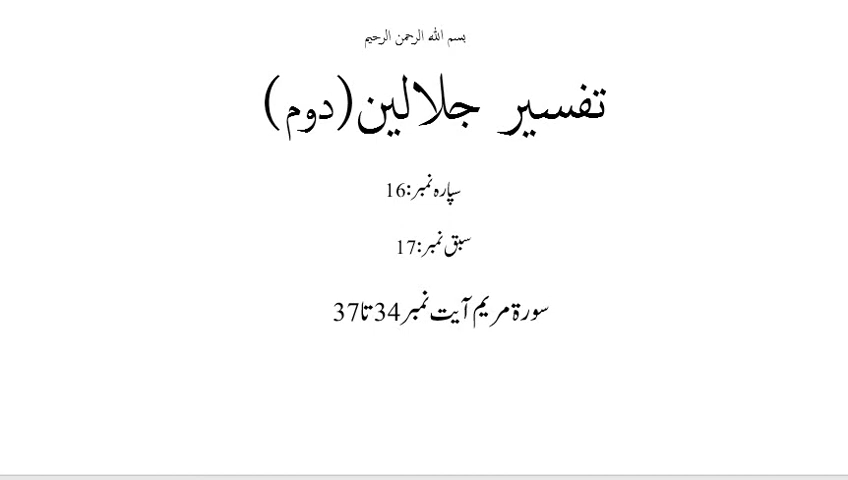 بسم اللہ الرحمن الرحیم
تفسیر جلالین(دوم)
سپارہ نمبر:16
سبق نمبر:17
سورۃ مریم آیت نمبر34تا37